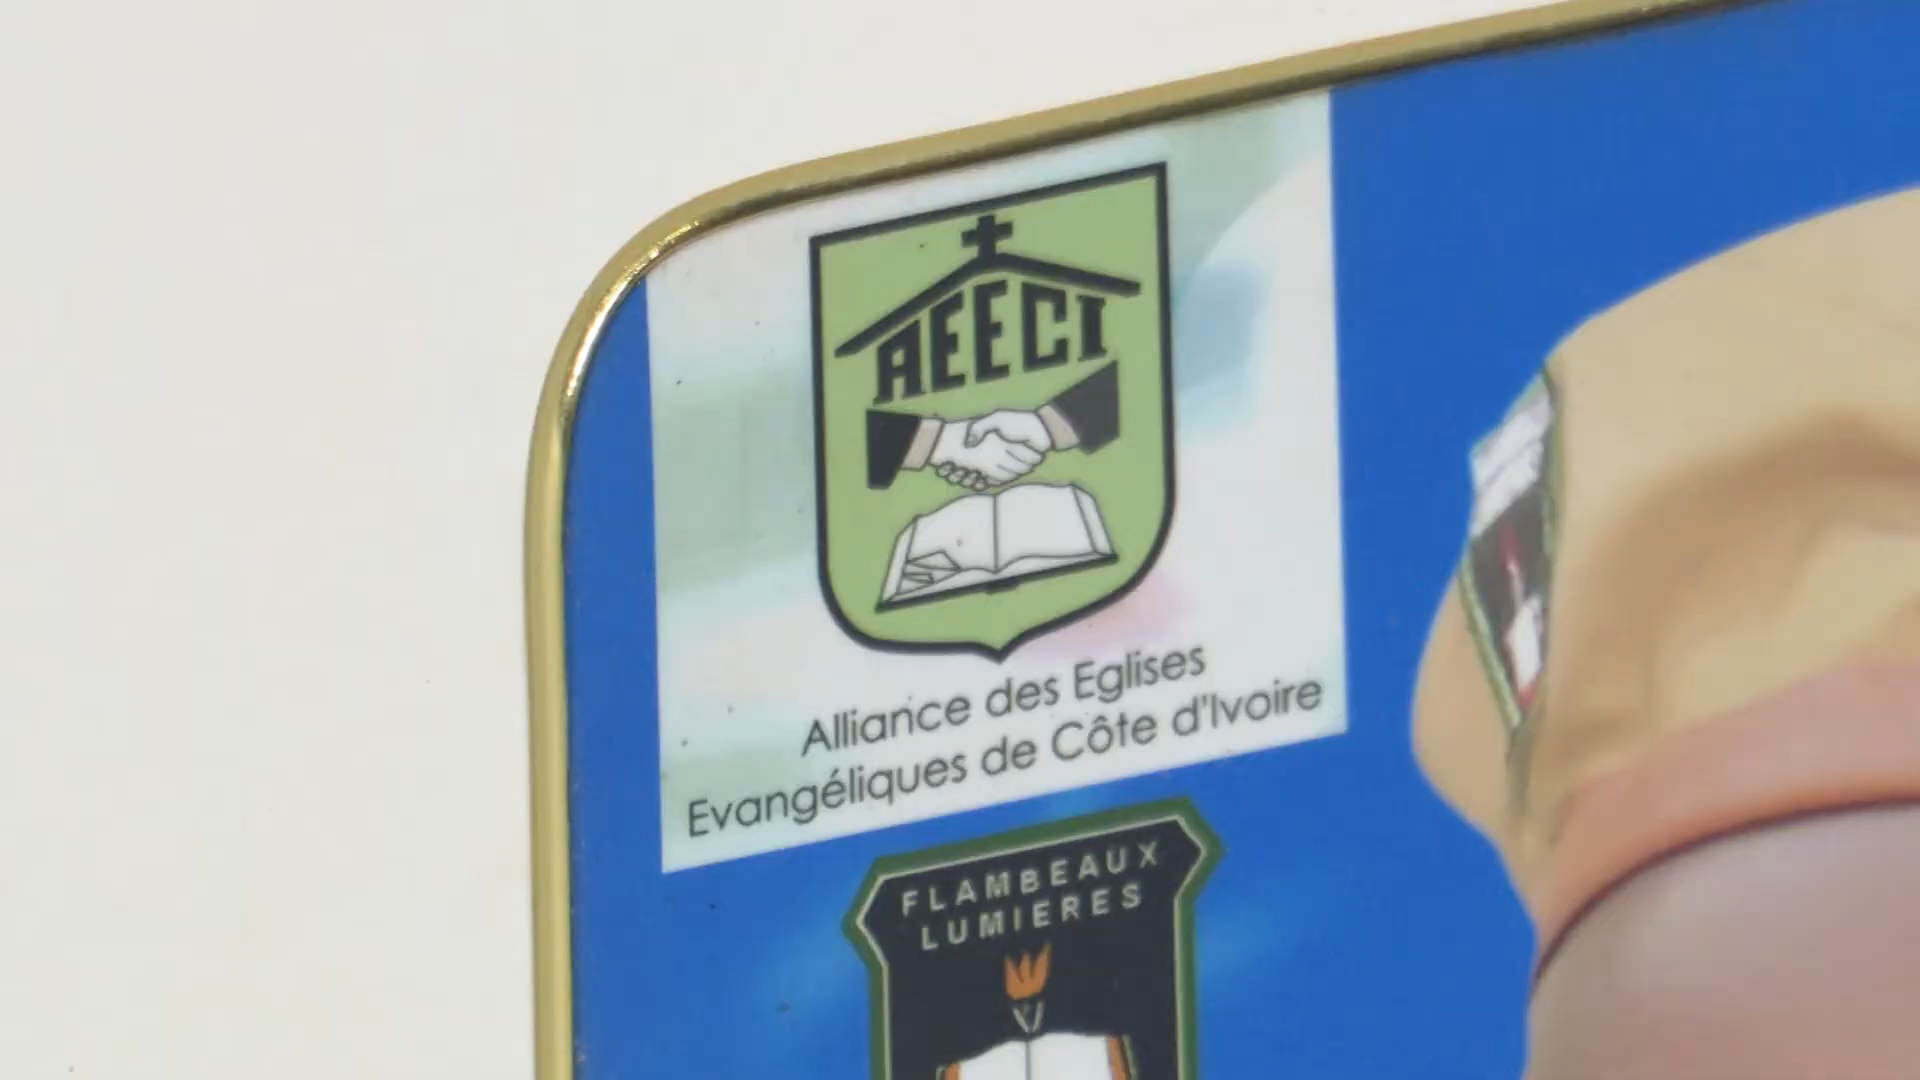 AEECI
Alliance des Eglises
Evangéliques de Côte d'Ivoire
FLAMBEAUX
LUMIERES